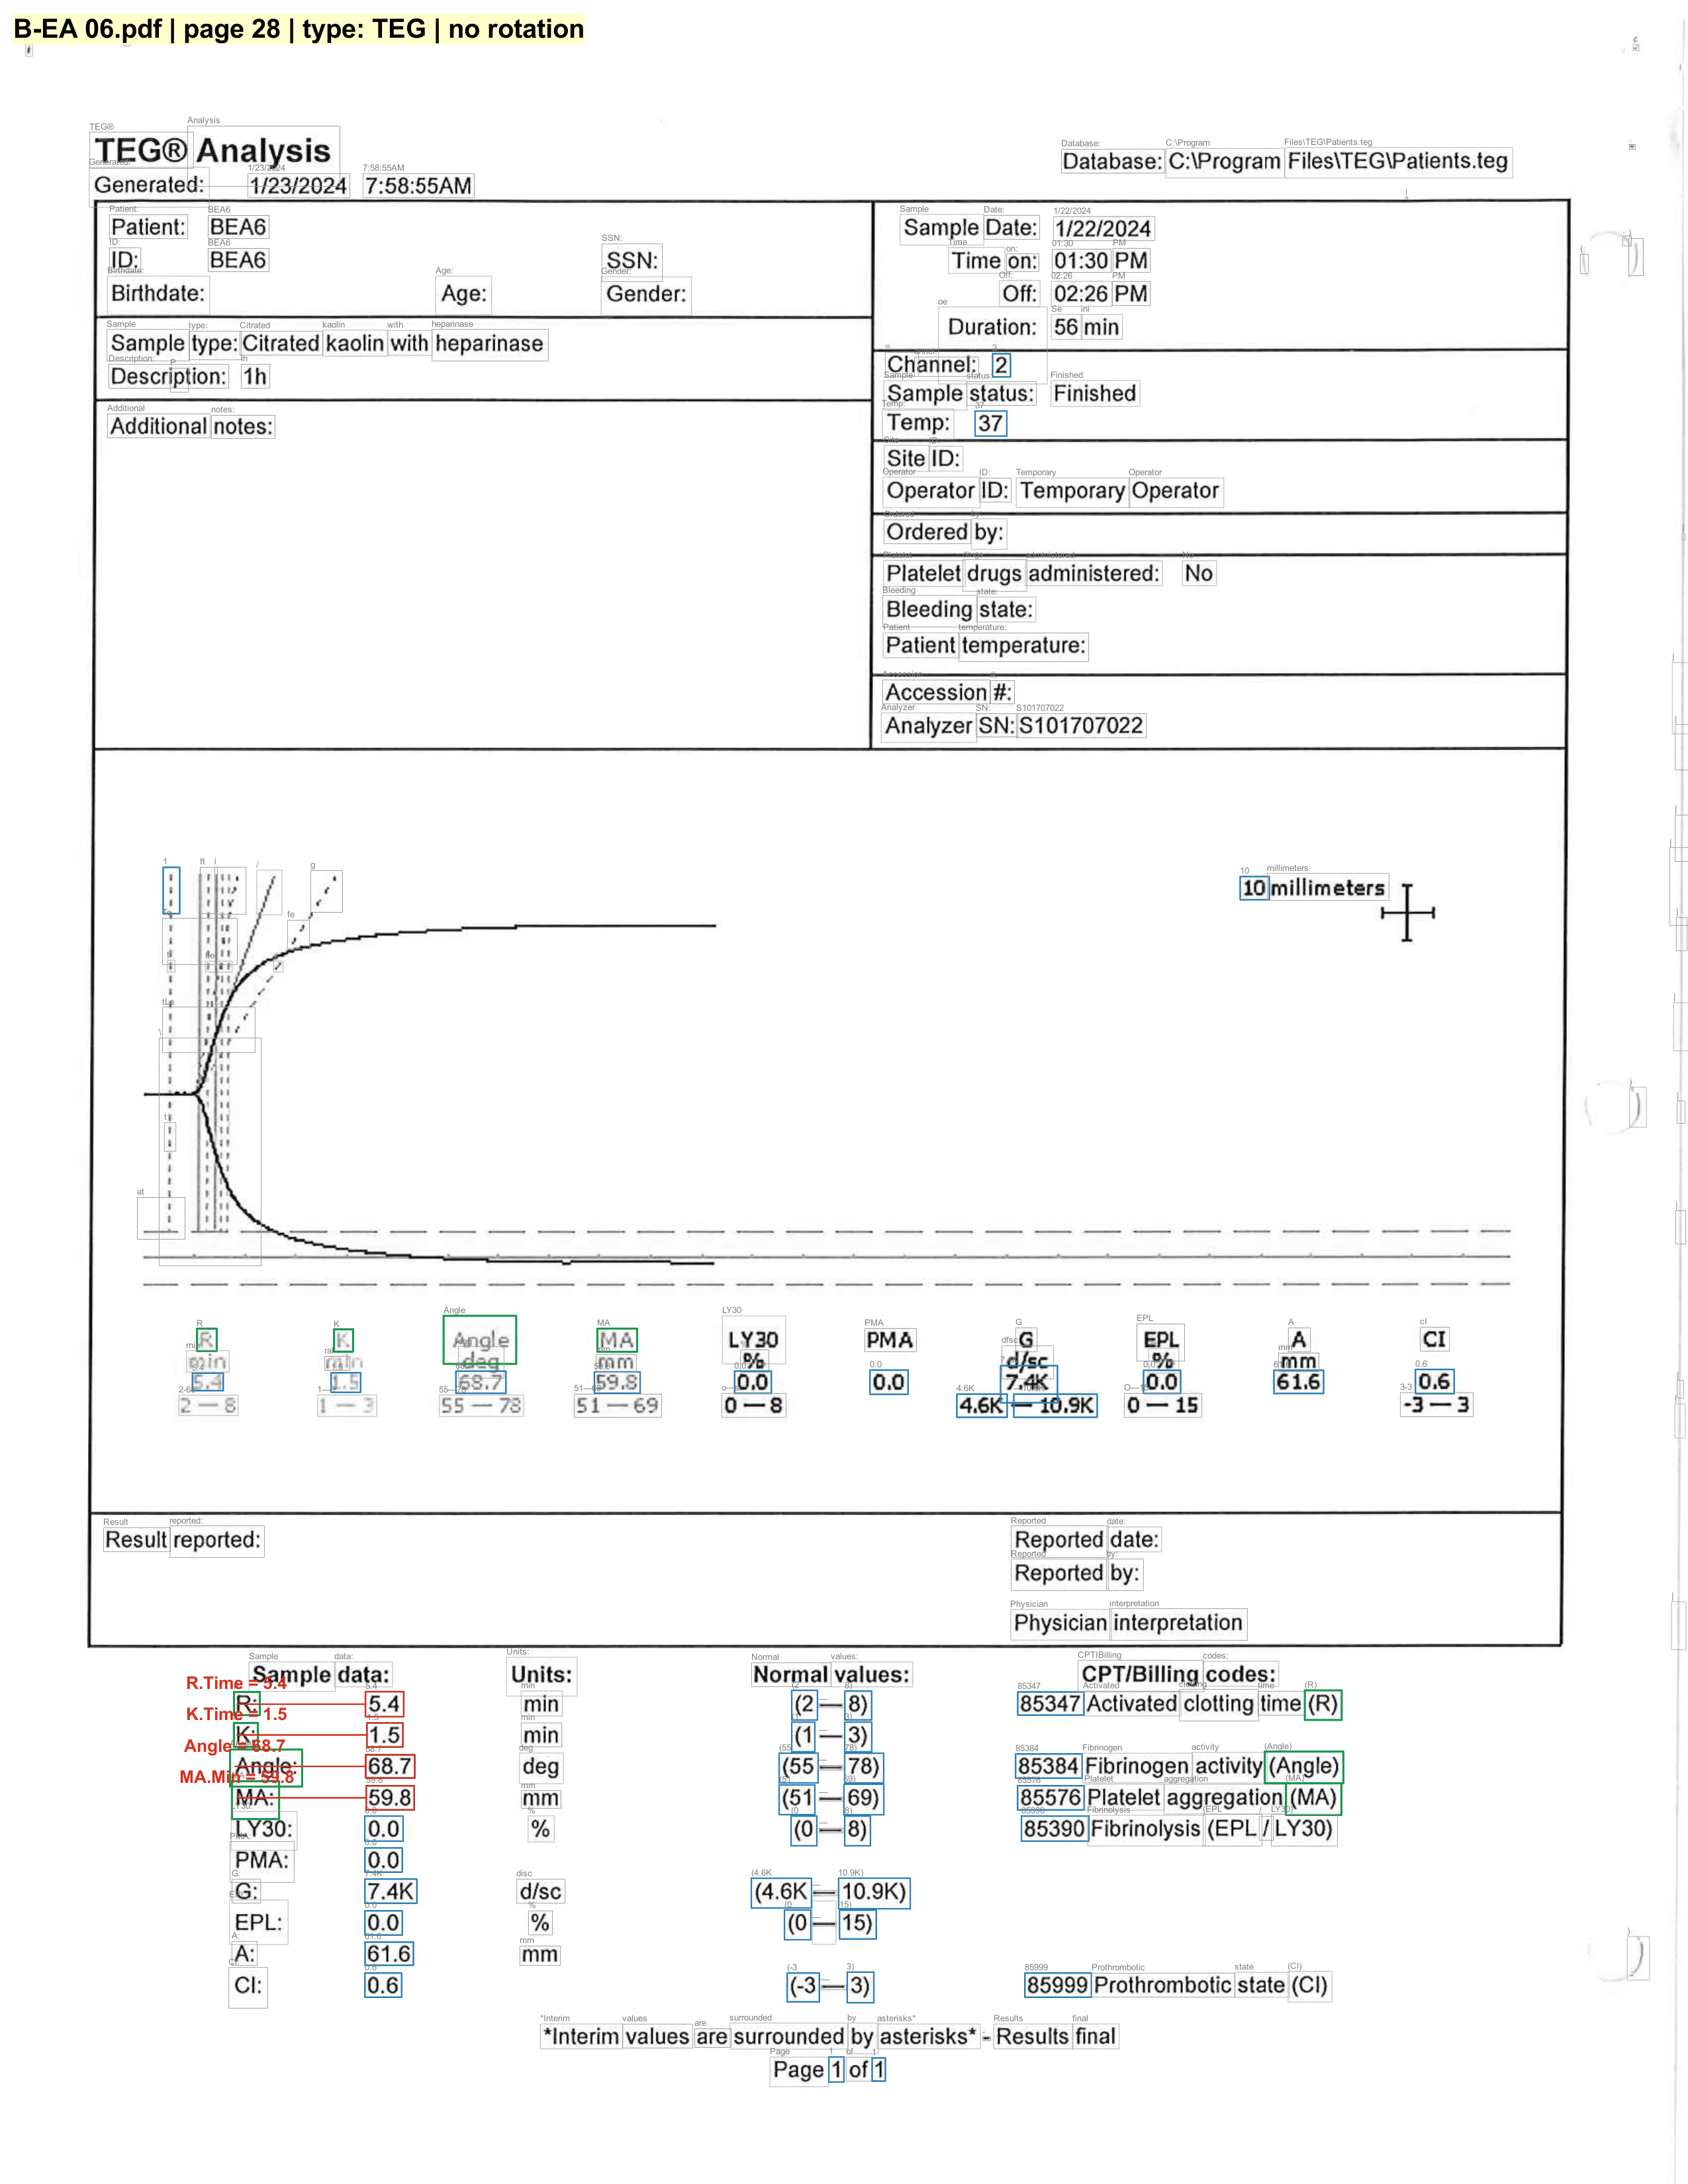 B-EA 06.pdf | page 28 | type: TEG | no rotation
TEG® Analysis
Generated: 1/23/2024 7:58:55AM
Database: C:\Program Files\TEG\Patients.teg
Patient: BEA6
ID: BEA6
SSN:
Birthdate:
Age:
Gender:
Sample type: Citrated kaolin with heparinase
Description: 1h
Additional notes:
Sample Date: 1/22/2024
Time on: 01:30 PM
Off: 02:26 PM
Duration: 56 min
Channel: 2
Sample status: Finished
Temp: 37
Site ID:
Operator ID: Temporary Operator
Ordered by:
Platelet drugs administered: No
Bleeding state:
Patient temperature:
Accession #:
Analyzer SN: S101707022
10 millimeters
R K Angle MA LY30 PMA G EPL A CI
min min deg mm % d/sc % mm
5.4 1.5 68.7 59.8 0.0 0.0 7.4K 0.0 61.6 0.6
2 — 8 1 — 3 55 — 78 51 — 69 0 — 8 4.6K — 10.9K 0 — 15 -3 — 3
Result reported:
Reported date:
Reported by:
Physician interpretation
Sample data: Units: Normal values: CPT/Billing codes:
R.Time = 5.4
R: 5.4 min (2 — 8) 85347 Activated clotting time (R)
K.Time = 1.5
K: 1.5 min (1 — 3)
Angle = 68.7
Angle: 68.7 deg (55 — 78) 85384 Fibrinogen activity (Angle)
MA.Min = 59.8
MA: 59.8 mm (51 — 69) 85576 Platelet aggregation (MA)
LY30: 0.0 % (0 — 8) 85390 Fibrinolysis (EPL / LY30)
PMA: 0.0
G: 7.4K d/sc (4.6K — 10.9K)
EPL: 0.0 % (0 — 15)
A: 61.6 mm
CI: 0.6 (-3 — 3) 85999 Prothrombotic state (CI)
*Interim values are surrounded by asterisks* - Results final
Page 1 of 1